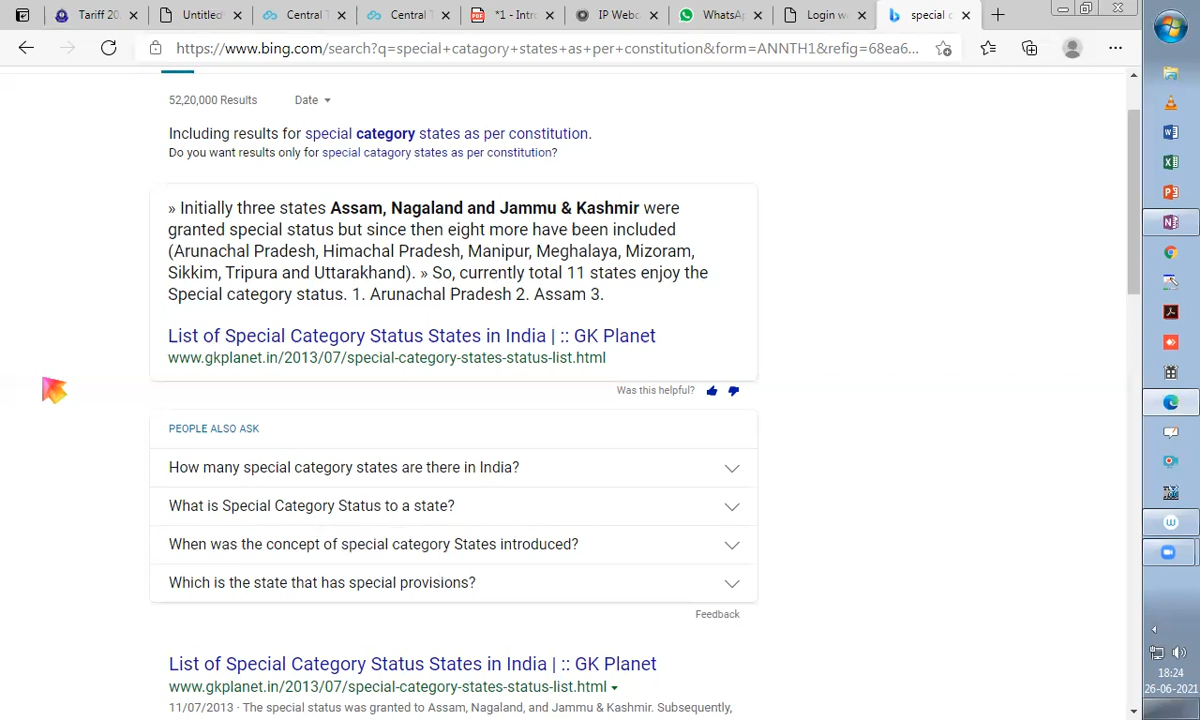 Tariff 20
Untitled
Central T
Central T
*1 - Intro
IP Webc
WhatsAp
Login w
special c
https://www.bing.com/search?q=special+catagory+states+as+per+constitution&form=ANNTH1&refig=68ea6...
52,20,000 Results Date
Including results for special category states as per constitution.
Do you want results only for special catagory states as per constitution?
» Initially three states Assam, Nagaland and Jammu & Kashmir were
granted special status but since then eight more have been included
(Arunachal Pradesh, Himachal Pradesh, Manipur, Meghalaya, Mizoram,
Sikkim, Tripura and Uttarakhand). » So, currently total 11 states enjoy the
Special category status. 1. Arunachal Pradesh 2. Assam 3.
List of Special Category Status States in India | :: GK Planet
www.gkplanet.in/2013/07/special-category-states-status-list.html
Was this helpful?
PEOPLE ALSO ASK
How many special category states are there in India?
What is Special Category Status to a state?
When was the concept of special category States introduced?
Which is the state that has special provisions?
Feedback
List of Special Category Status States in India | :: GK Planet
www.gkplanet.in/2013/07/special-category-states-status-list.html
11/07/2013 · The special status was granted to Assam, Nagaland, and Jammu & Kashmir. Subsequently,
18:24
26-06-2021